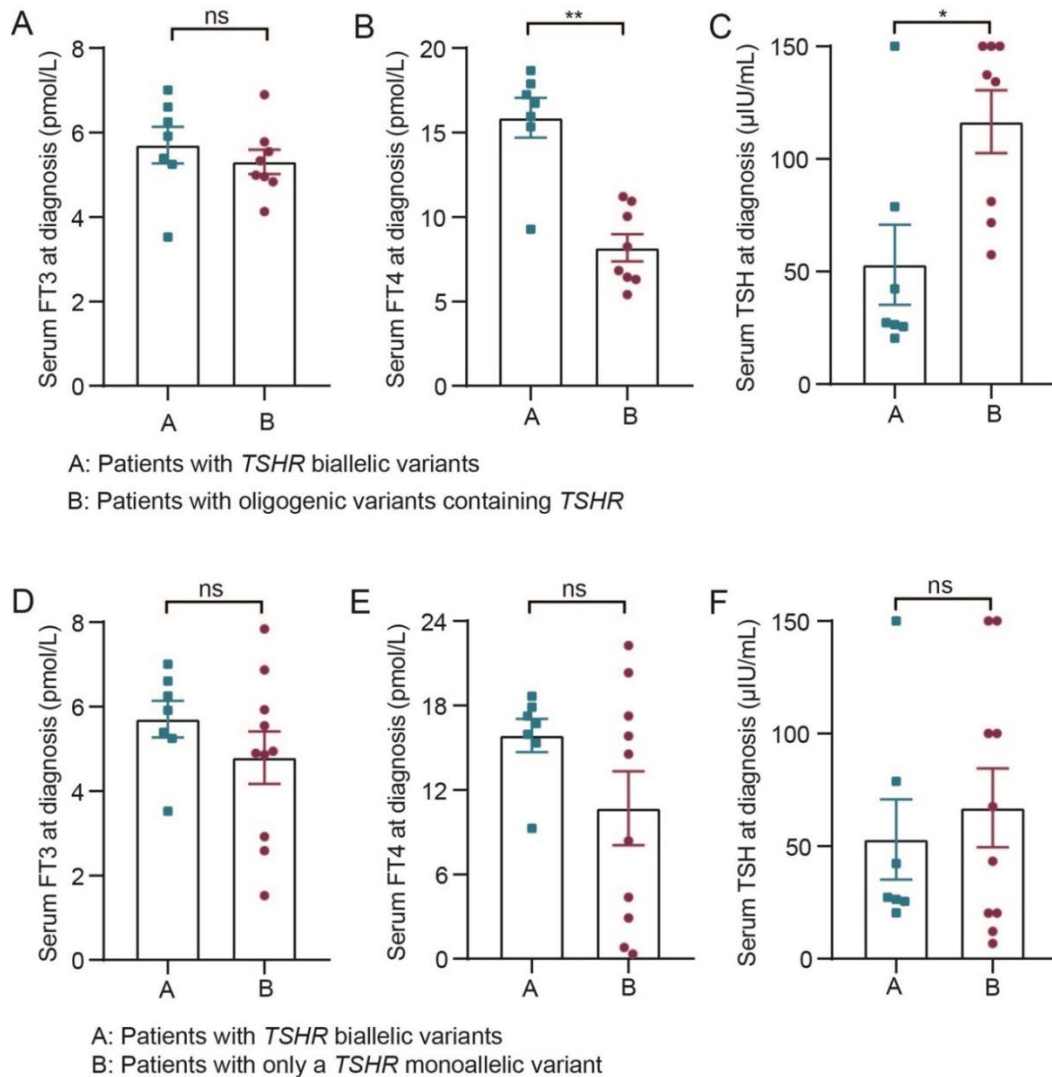 A
ns
Serum FT3 at diagnosis (pmol/L)
8
6
4
2
0
A
B
B
**
Serum FT4 at diagnosis (pmol/L)
20
15
10
5
0
A
B
C
*
Serum TSH at diagnosis (µIU/mL)
150
100
50
0
A
B
A: Patients with TSHR biallelic variants
B: Patients with oligogenic variants containing TSHR
D
ns
Serum FT3 at diagnosis (pmol/L)
8
6
4
2
0
A
B
E
ns
Serum FT4 at diagnosis (pmol/L)
24
18
12
6
0
A
B
F
ns
Serum TSH at diagnosis (µIU/mL)
150
100
50
0
A
B
A: Patients with TSHR biallelic variants
B: Patients with only a TSHR monoallelic variant